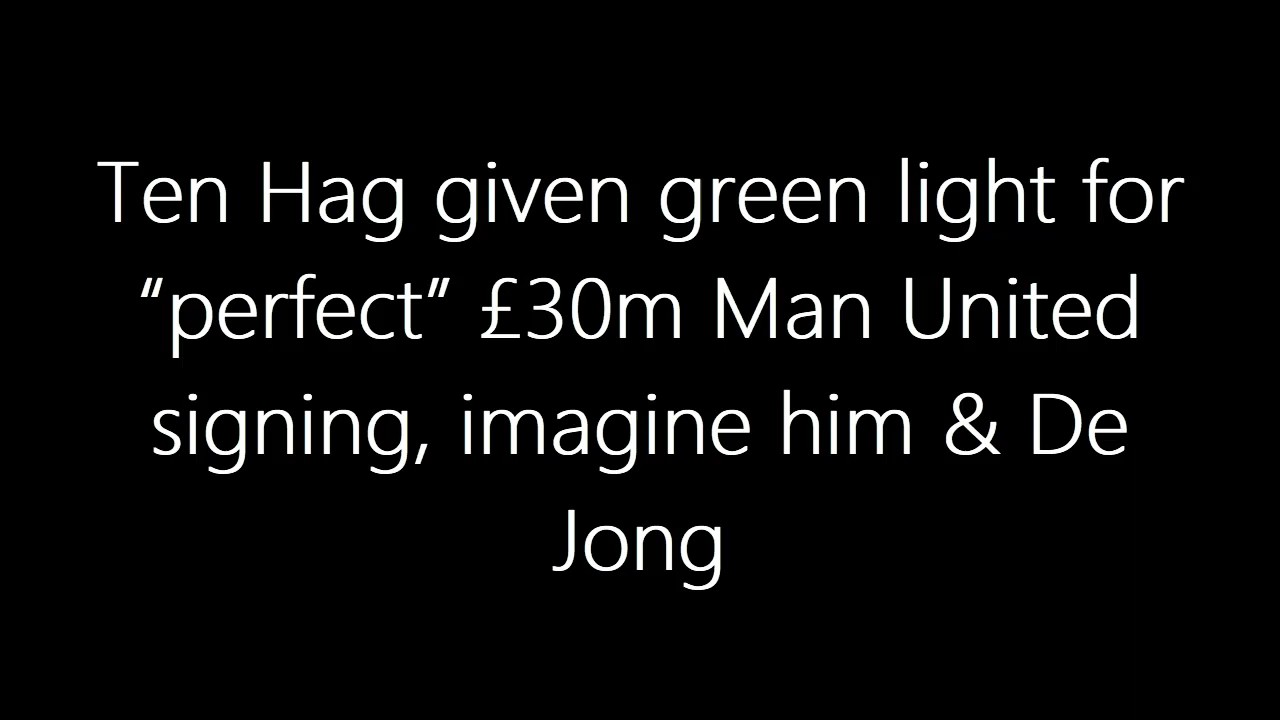 Ten Hag given green light for
“perfect” £30m Man United
signing, imagine him & De
Jong